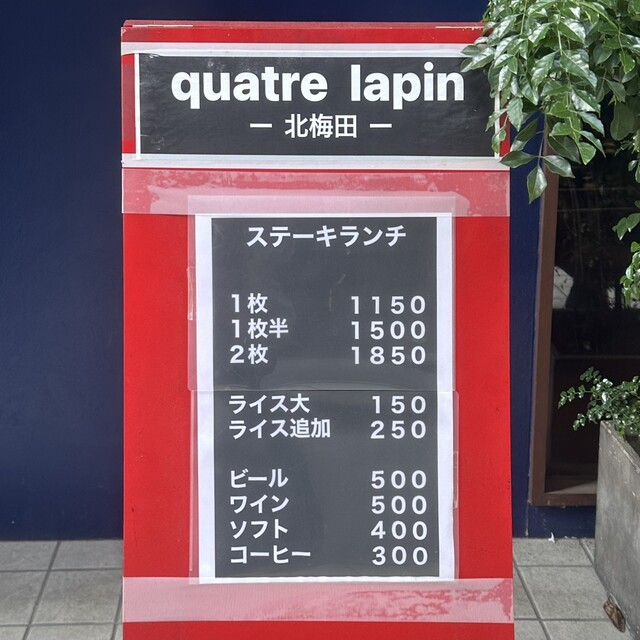 quatre lapin
ー 北梅田 ー
ステーキランチ
1枚 1150
1枚半 1500
2枚 1850
ライス大 150
ライス追加 250
ビール 500
ワイン 500
ソフト 400
コーヒー 300